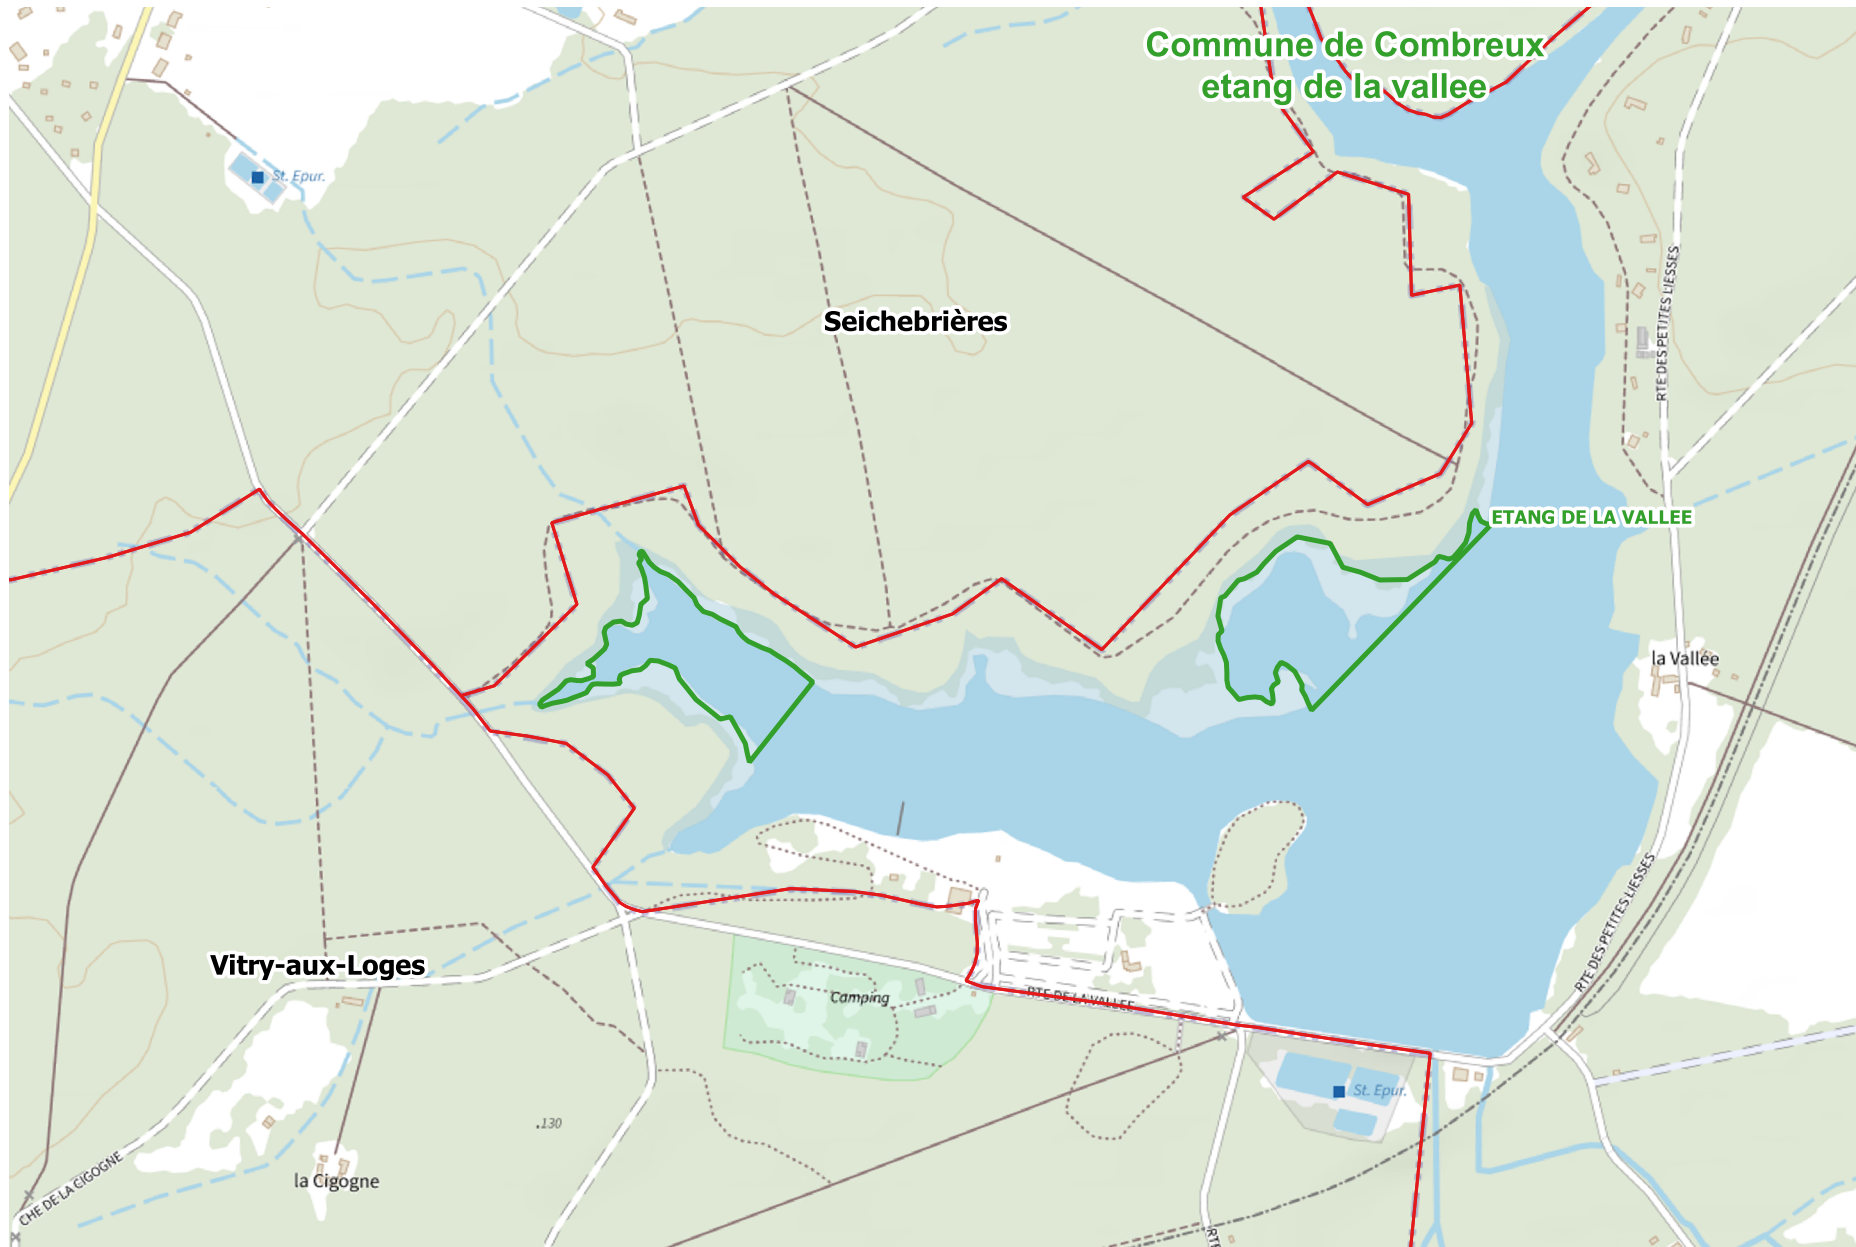 Commune de Combreux
etang de la vallee
St. Epur.
RTE DES PETITES LIESSES
Seichebrières
ETANG DE LA VALLEE
la Vallée
RTE DES PETITES LIESSES
Vitry-aux-Loges
Camping
RTE DE LA VALLEE
St. Epur.
.130
CHE DE LA CIGOGNE
la Cigogne
RTE